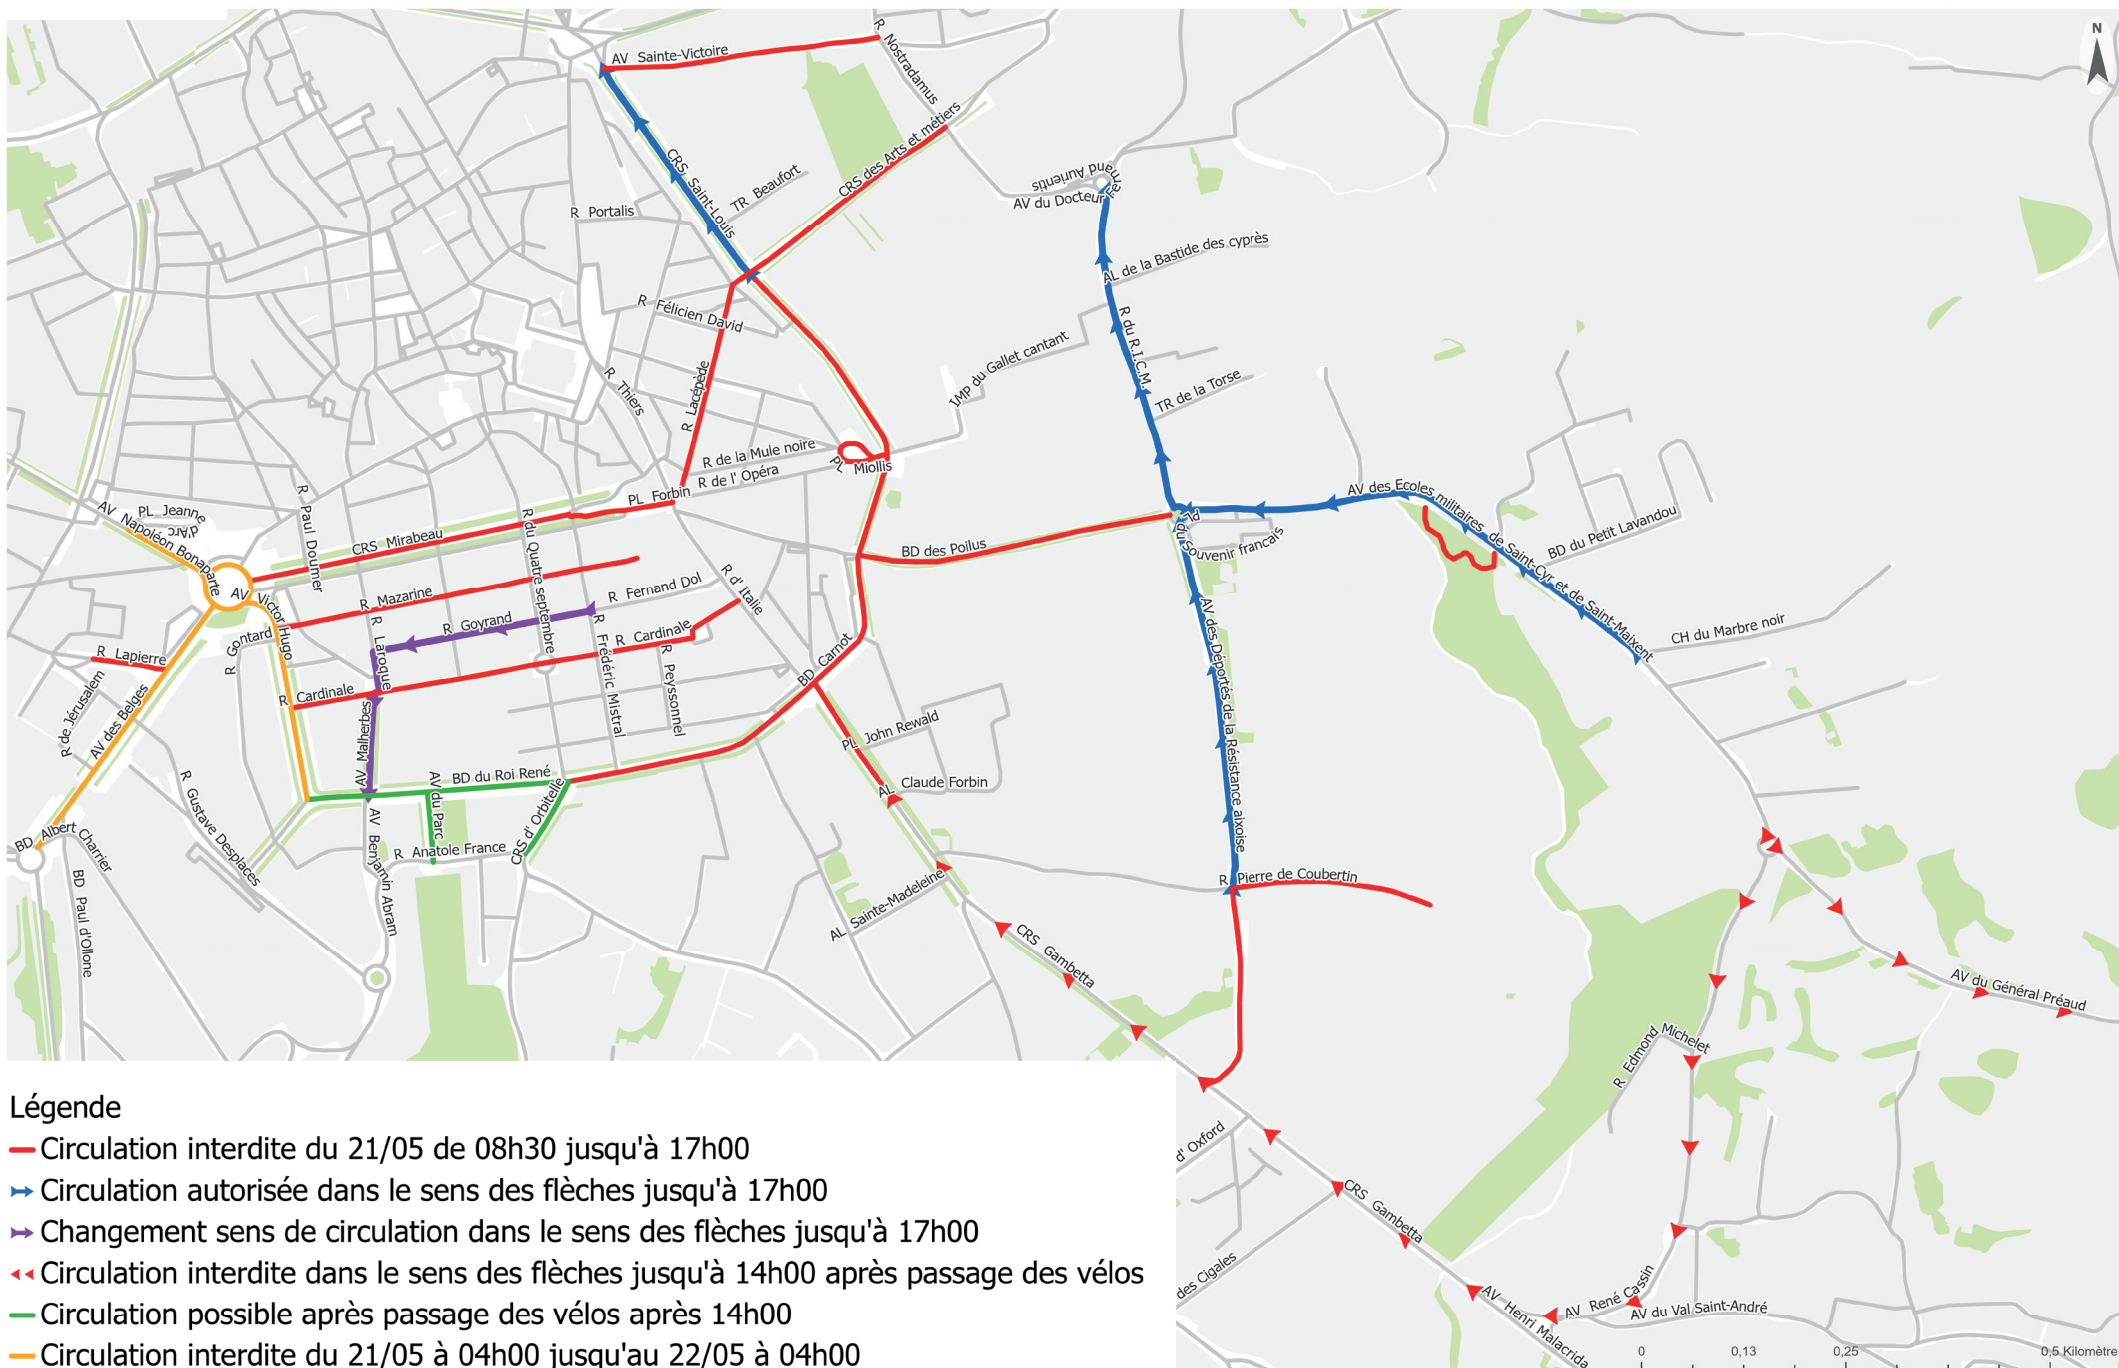 N
AV Sainte-Victoire
R Nostradamus
CRS des Arts et métiers
CRS Saint-Louis
TR Beaufort
R Portalis
AV du Docteur Fernand Aurientis
AL de la Bastide des cyprès
R Félicien David
R du R.I.C.M.
IMP du Gallet cantant
R Thiers
R Lacépède
TR de la Torse
R de la Mule noire
PL Miollis
R de l' Opéra
PL Forbin
AV des Ecoles militaires de Saint-Cyr et de Saint-Maixent
PL Jeanne d'Arc
AV Napoléon Bonaparte
R Paul Doumer
CRS Mirabeau
R du Quatre septembre
BD des Poilus
PL du Souvenir francais
BD du Petit Lavandou
AV Victor Hugo
R Mazarine
R Fernand Dol
R d' Italie
R Goyrand
R Laroque
R Gontard
R Frédéric Mistral
R Cardinale
CH du Marbre noir
R Lapierre
R Peyssonnel
BD Carnot
R de Jérusalem
AV des Belges
R Cardinale
AV Malherbes
AV des Déportés de la Résistance aixoise
PL John Rewald
BD du Roi René
AV du Parc
AL Claude Forbin
R Gustave Desplaces
CRS d' Orbitelle
BD Albert Charrier
R Anatole France
AV Benjamin Abram
BD Paul d'Ollone
AL Sainte-Madeleine
R Pierre de Coubertin
CRS Gambetta
AV du Général Préaud
R Edmond Michelet
d' Oxford
CRS Gambetta
des Cigales
AV Henri Malacrida
AV René Cassin
AV du Val Saint-André
Légende
Circulation interdite du 21/05 de 08h30 jusqu'à 17h00
Circulation autorisée dans le sens des flèches jusqu'à 17h00
Changement sens de circulation dans le sens des flèches jusqu'à 17h00
Circulation interdite dans le sens des flèches jusqu'à 14h00 après passage des vélos
Circulation possible après passage des vélos après 14h00
Circulation interdite du 21/05 à 04h00 jusqu'au 22/05 à 04h00
0 0,13 0,25 0,5 Kilomètre